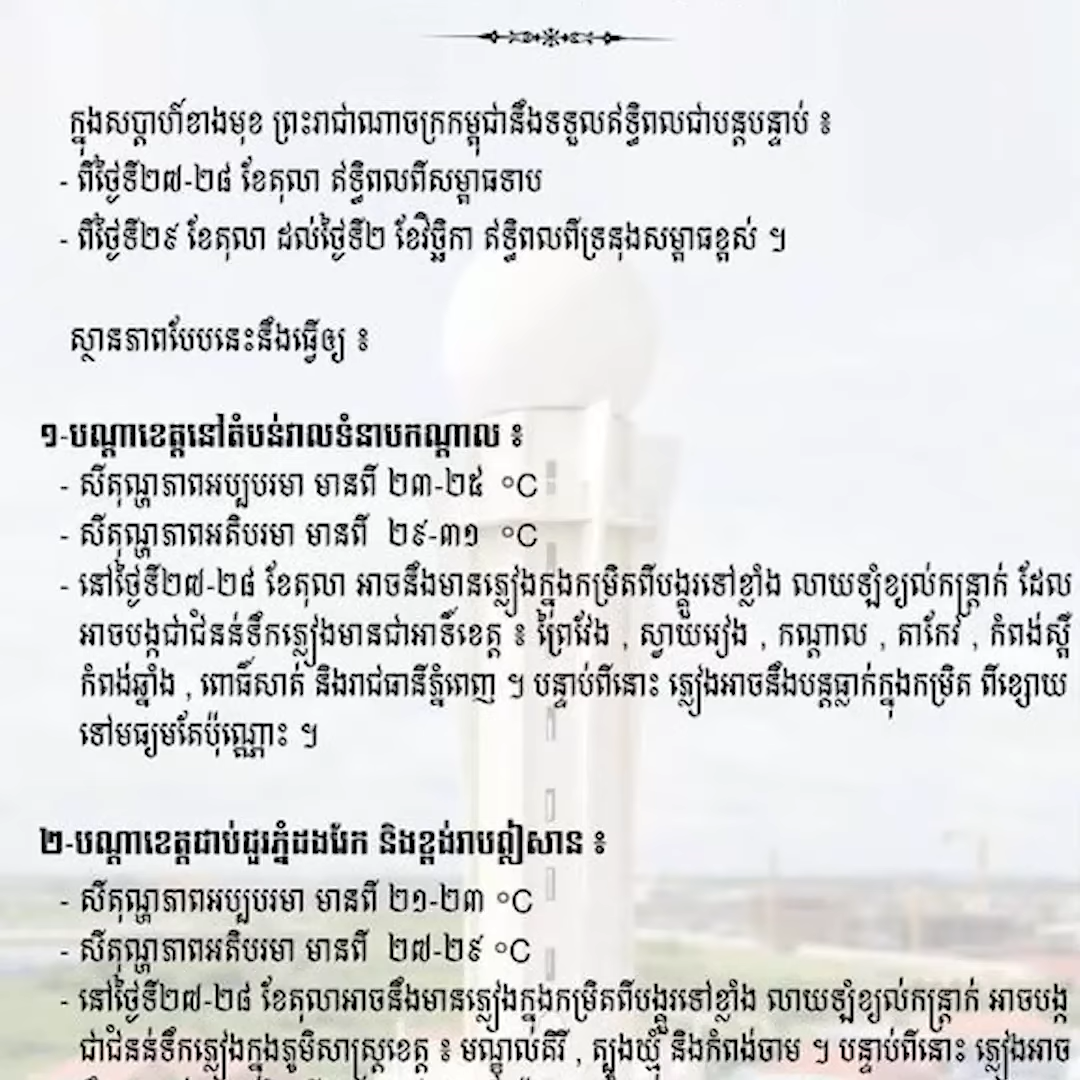 ក្នុងសប្តាហ៍ខាងមុខ ព្រះរាជាណាចក្រកម្ពុជានឹងទទួលឥទ្ធិពលជាបន្តបន្ទាប់ ៖
- ពីថ្ងៃទី២៧-២៨ ខែតុលា ឥទ្ធិពលពីសម្ពាធទាប
- ពីថ្ងៃទី២៩ ខែតុលា ដល់ថ្ងៃទី២ ខែវិច្ឆិកា ឥទ្ធិពលពីទ្រនុងសម្ពាធខ្ពស់ ។
ស្ថានភាពបែបនេះនឹងធ្វើឲ្យ ៖
១-បណ្តាខេត្តនៅតំបន់វាលទំនាបកណ្តាល ៖
- សីតុណ្ហភាពអប្បបរមា មានពី ២៣-២៥ °C
- សីតុណ្ហភាពអតិបរមា មានពី ២៩-៣១ °C
- នៅថ្ងៃទី២៧-២៨ ខែតុលា អាចនឹងមានភ្លៀងក្នុងកម្រិតពីបង្គួរទៅខ្លាំង លាយឡំខ្យល់កន្ត្រាក់ ដែល
អាចបង្កជាជំនន់ទឹកភ្លៀងមានជាអាទិ៍ខេត្ត ៖ ព្រៃវែង , ស្វាយរៀង , កណ្តាល , តាកែវ , កំពង់ស្ពឺ
កំពង់ឆ្នាំង , ពោធិ៍សាត់ និងរាជធានីភ្នំពេញ ។ បន្ទាប់ពីនោះ ភ្លៀងអាចនឹងបន្តធ្លាក់ក្នុងកម្រិត ពីខ្សោយ
ទៅមធ្យមតែប៉ុណ្ណោះ ។
២-បណ្តាខេត្តជាប់ជួរភ្នំដងរែក និងខ្ពង់រាបឦសាន ៖
- សីតុណ្ហភាពអប្បបរមា មានពី ២១-២៣ °C
- សីតុណ្ហភាពអតិបរមា មានពី ២៧-២៩ °C
- នៅថ្ងៃទី២៧-២៨ ខែតុលាអាចនឹងមានភ្លៀងក្នុងកម្រិតពីបង្គួរទៅខ្លាំង លាយឡំខ្យល់កន្ត្រាក់ អាចបង្ក
ជាជំនន់ទឹកភ្លៀងក្នុងភូមិសាស្ត្រខេត្ត ៖ មណ្ឌលគិរី , ត្បូងឃ្មុំ និងកំពង់ចាម ។ បន្ទាប់ពីនោះ ភ្លៀងអាច